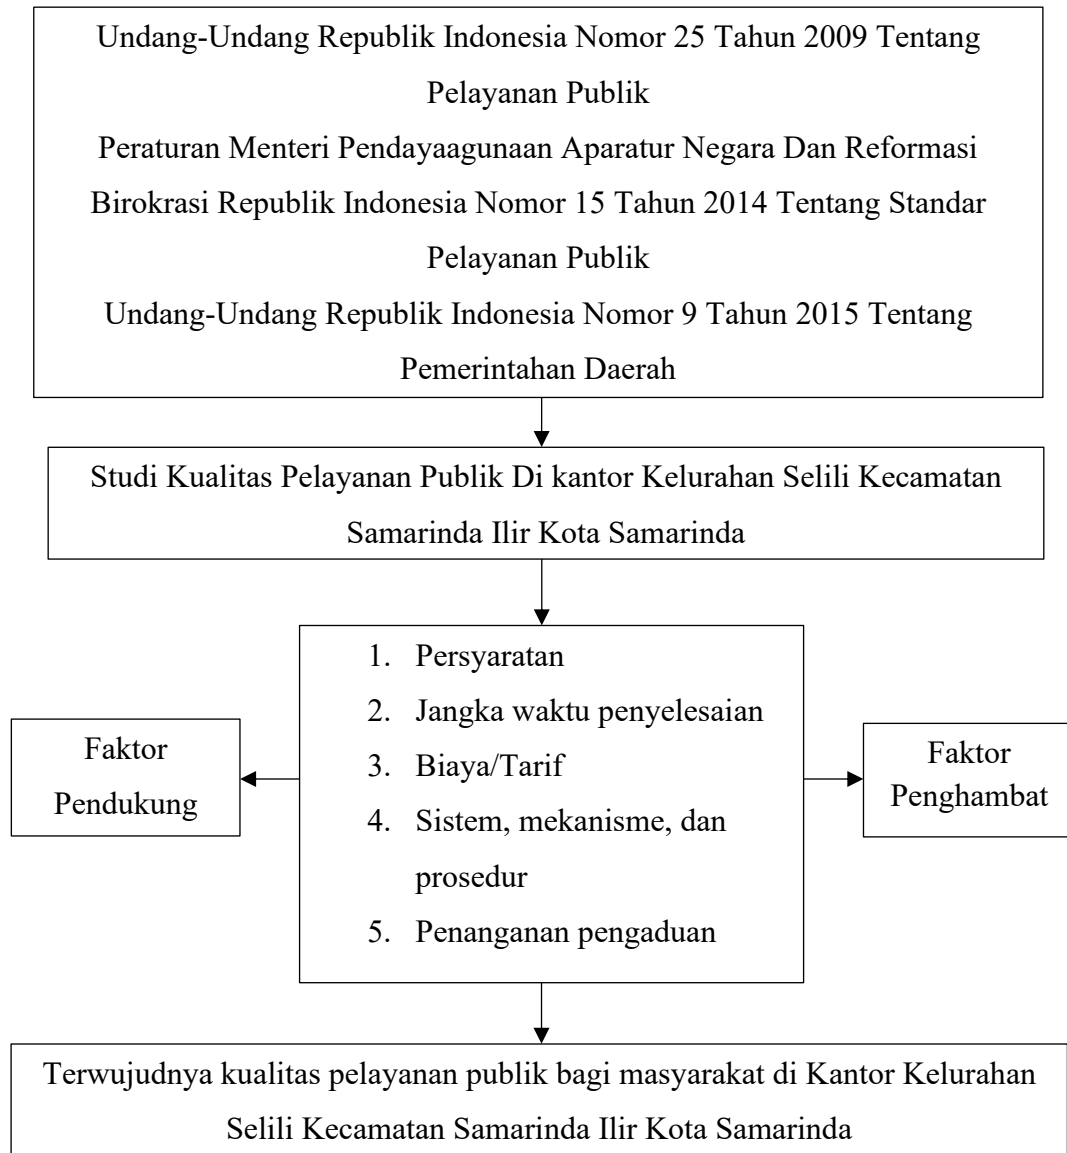 Undang-Undang Republik Indonesia Nomor 25 Tahun 2009 Tentang
Pelayanan Publik
Peraturan Menteri Pendayaagunaan Aparatur Negara Dan Reformasi
Birokrasi Republik Indonesia Nomor 15 Tahun 2014 Tentang Standar
Pelayanan Publik
Undang-Undang Republik Indonesia Nomor 9 Tahun 2015 Tentang
Pemerintahan Daerah
Studi Kualitas Pelayanan Publik Di kantor Kelurahan Selili Kecamatan
Samarinda Ilir Kota Samarinda
1. Persyaratan
2. Jangka waktu penyelesaian
3. Biaya/Tarif
4. Sistem, mekanisme, dan
prosedur
5. Penanganan pengaduan
Faktor
Pendukung
Faktor
Penghambat
Terwujudnya kualitas pelayanan publik bagi masyarakat di Kantor Kelurahan
Selili Kecamatan Samarinda Ilir Kota Samarinda